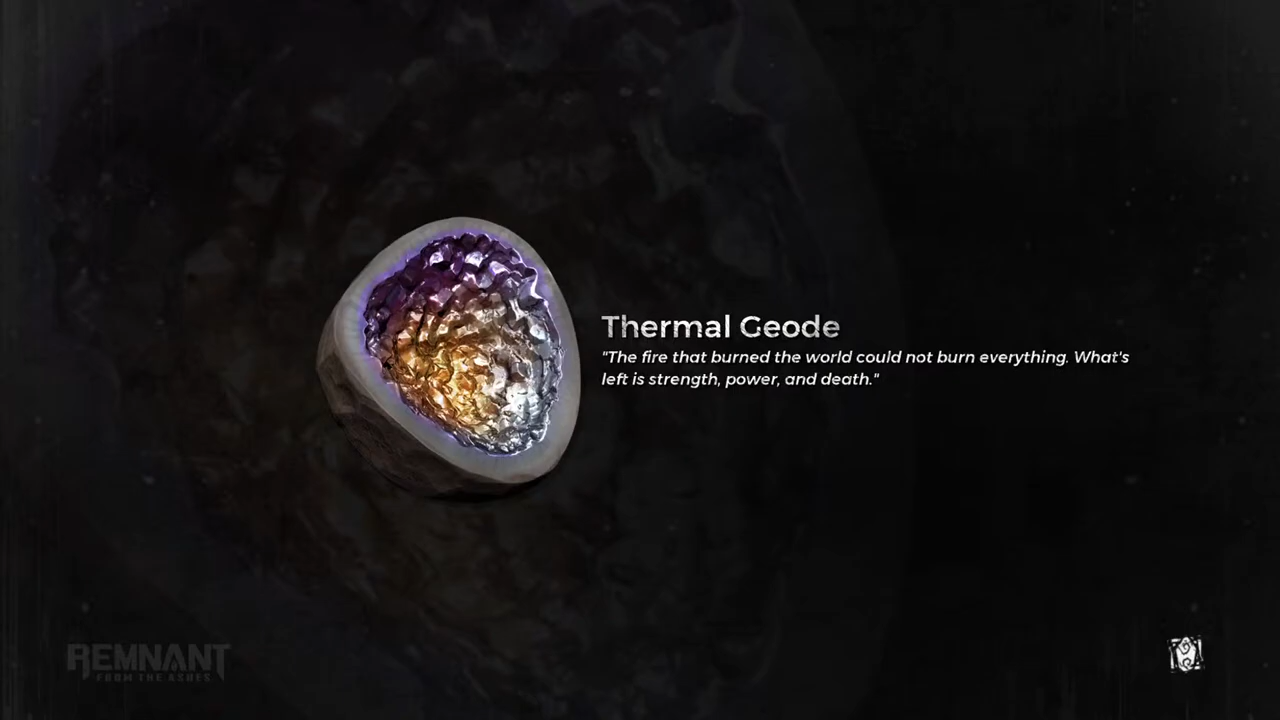 Thermal Geode
"The fire that burned the world could not burn everything. What's
left is strength, power, and death."
REMNANT
FROM THE ASHES